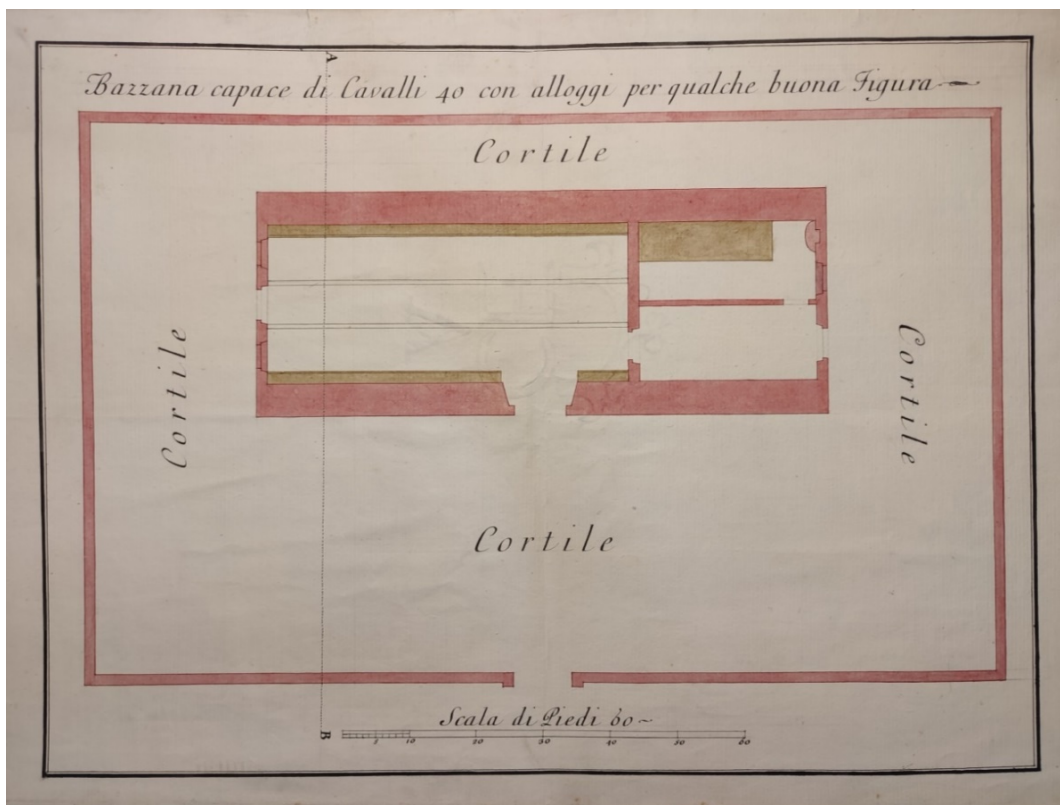 A
Bazzana capace di Cavalli 40 con alloggi per qualche buona Figura
Cortile
Cortile
Cortile
Cortile
Scala di Piedi 60
B
5 10 20 30 40 50 60